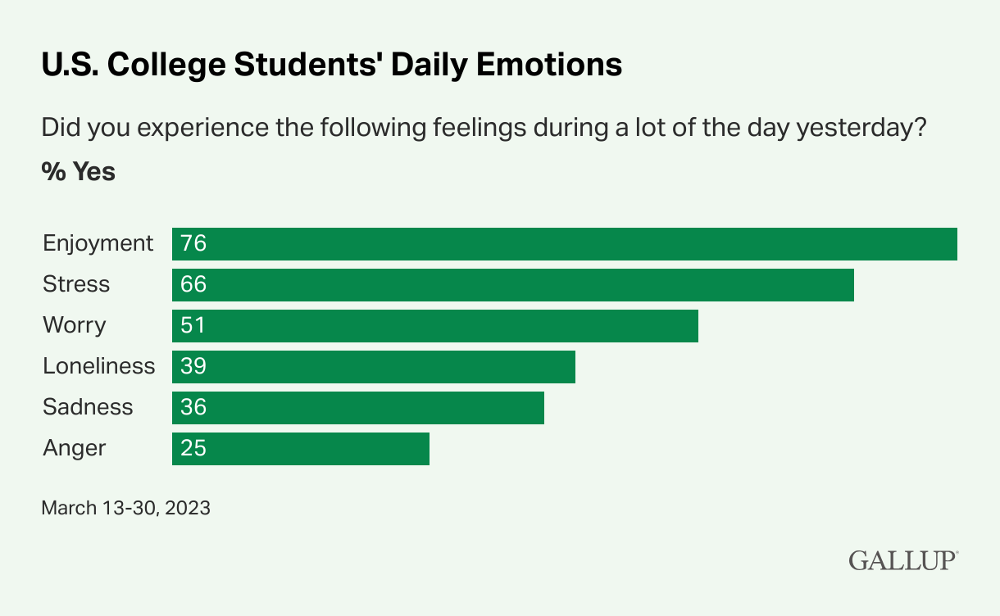 U.S. College Students' Daily Emotions
Did you experience the following feelings during a lot of the day yesterday?
% Yes
Enjoyment 76
Stress 66
Worry 51
Loneliness 39
Sadness 36
Anger 25
March 13-30, 2023
GALLUP®